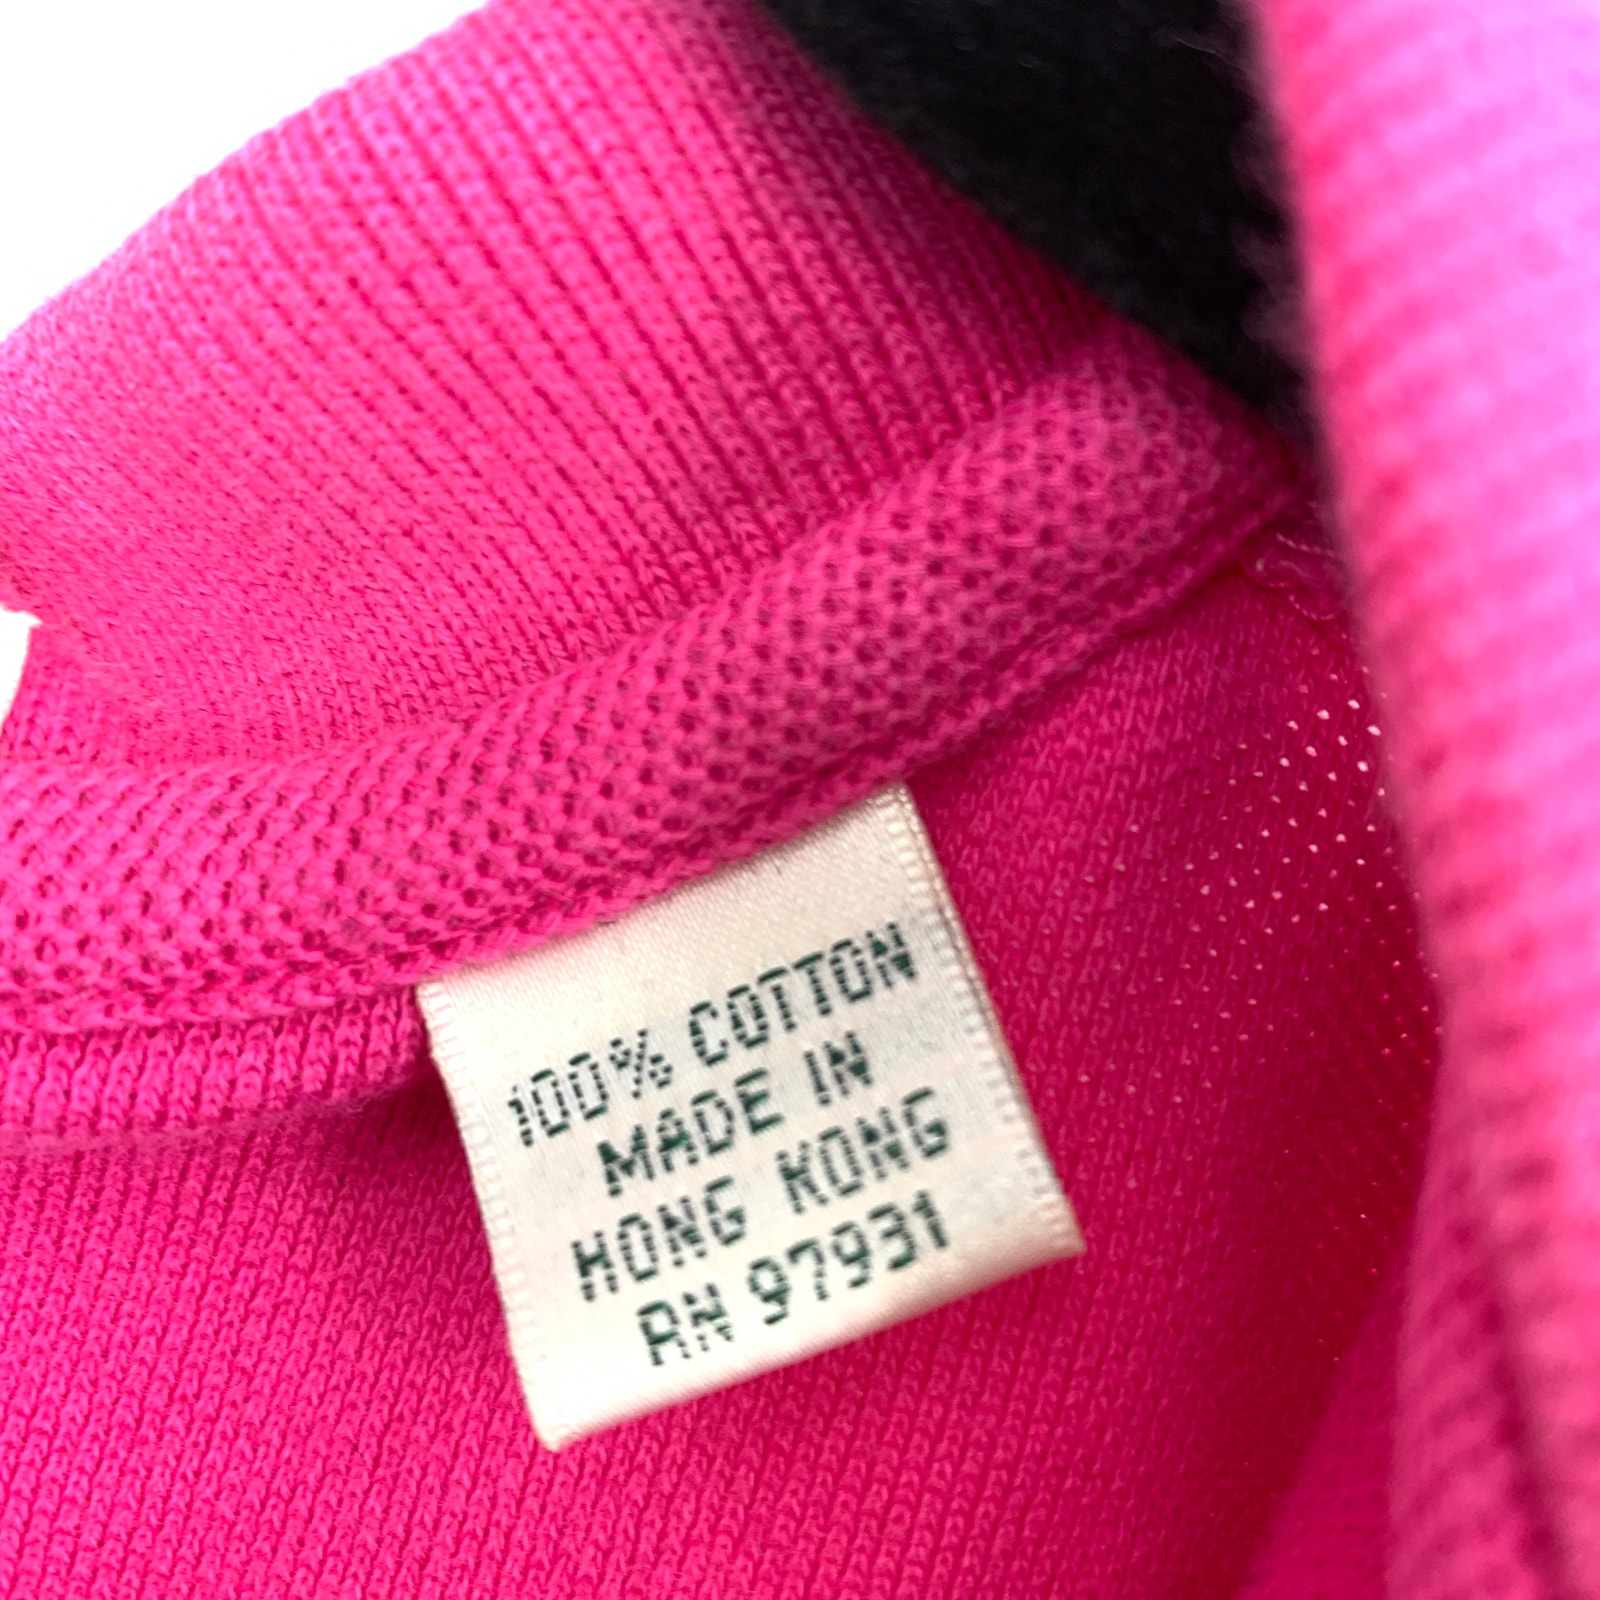 100% COTTON
MADE IN
HONG KONG
RN 97931